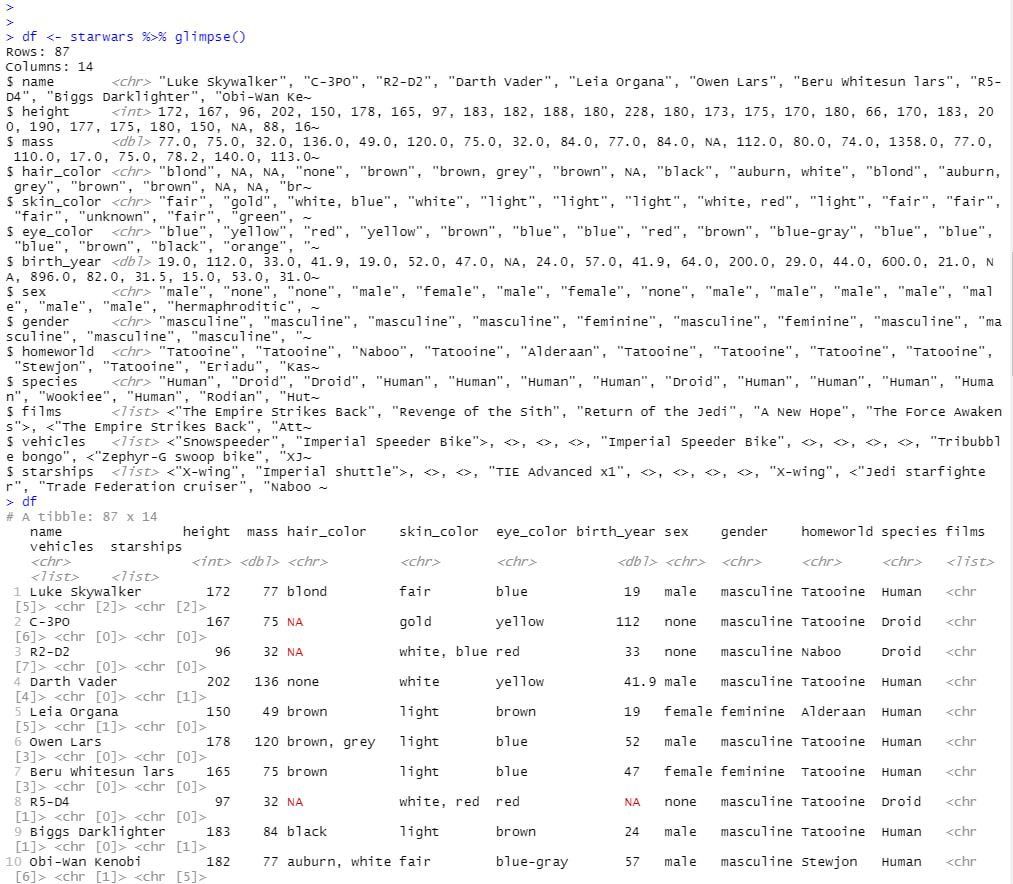 >
>
> df <- starwars %>% glimpse()
Rows: 87
Columns: 14
$ name       <chr> "Luke Skywalker", "C-3PO", "R2-D2", "Darth Vader", "Leia Organa", "Owen Lars", "Beru Whitesun lars", "R5-
D4", "Biggs Darklighter", "Obi-Wan Ke~
$ height     <int> 172, 167, 96, 202, 150, 178, 165, 97, 183, 182, 188, 180, 228, 180, 173, 175, 170, 180, 66, 170, 183, 20
0, 190, 177, 175, 180, 150, NA, 88, 16~
$ mass       <dbl> 77.0, 75.0, 32.0, 136.0, 49.0, 120.0, 75.0, 32.0, 84.0, 77.0, 84.0, NA, 112.0, 80.0, 74.0, 1358.0, 77.0,
 110.0, 17.0, 75.0, 78.2, 140.0, 113.0~
$ hair_color <chr> "blond", NA, NA, "none", "brown", "brown, grey", "brown", NA, "black", "auburn, white", "blond", "auburn,
 grey", "brown", "brown", NA, NA, "br~
$ skin_color <chr> "fair", "gold", "white, blue", "white", "light", "light", "light", "white, red", "light", "fair", "fair",
 "fair", "unknown", "fair", "green", ~
$ eye_color  <chr> "blue", "yellow", "red", "yellow", "brown", "blue", "blue", "red", "brown", "blue-gray", "blue", "blue",
 "blue", "brown", "black", "orange", "~
$ birth_year <dbl> 19.0, 112.0, 33.0, 41.9, 19.0, 52.0, 47.0, NA, 24.0, 57.0, 41.9, 64.0, 200.0, 29.0, 44.0, 600.0, 21.0, N
A, 896.0, 82.0, 31.5, 15.0, 53.0, 31.0~
$ sex        <chr> "male", "none", "none", "male", "female", "male", "female", "none", "male", "male", "male", "male", "mal
e", "male", "male", "hermaphroditic", ~
$ gender     <chr> "masculine", "masculine", "masculine", "masculine", "feminine", "masculine", "feminine", "masculine", "ma
sculine", "masculine", "masculine", "~
$ homeworld  <chr> "Tatooine", "Tatooine", "Naboo", "Tatooine", "Alderaan", "Tatooine", "Tatooine", "Tatooine", "Tatooine",
 "Stewjon", "Tatooine", "Eriadu", "Kas~
$ species    <chr> "Human", "Droid", "Droid", "Human", "Human", "Human", "Human", "Droid", "Human", "Human", "Human", "Huma
n", "Wookiee", "Human", "Rodian", "Hut~
$ films      <list> <"The Empire Strikes Back", "Revenge of the Sith", "Return of the Jedi", "A New Hope", "The Force Awaken
s">, <"The Empire Strikes Back", "Att~
$ vehicles   <list> <"Snowspeeder", "Imperial Speeder Bike">, <>, <>, <>, "Imperial Speeder Bike", <>, <>, <>, <>, "Tribubbl
e bongo", <"Zephyr-G swoop bike", "XJ~
$ starships  <list> <"X-wing", "Imperial shuttle">, <>, <>, "TIE Advanced x1", <>, <>, <>, <>, "X-wing", <"Jedi starfighte
r", "Trade Federation cruiser", "Naboo ~
> df
# A tibble: 87 x 14
   name               height  mass hair_color    skin_color  eye_color birth_year sex    gender    homeworld species films
   vehicles  starships
   <chr>               <int> <dbl> <chr>         <chr>       <chr>          <dbl> <chr>  <chr>     <chr>     <chr>   <list>
   <list>    <list>
 1 Luke Skywalker        172    77 blond         fair        blue            19   male   masculine Tatooine  Human   <chr
 [5]> <chr [2]> <chr [2]>
 2 C-3PO                 167    75 NA            gold        yellow         112   none   masculine Tatooine  Droid   <chr
 [6]> <chr [0]> <chr [0]>
 3 R2-D2                  96    32 NA            white, blue red             33   none   masculine Naboo     Droid   <chr
 [7]> <chr [0]> <chr [0]>
 4 Darth Vader           202   136 none          white       yellow          41.9 male   masculine Tatooine  Human   <chr
 [4]> <chr [0]> <chr [1]>
 5 Leia Organa           150    49 brown         light       brown           19   female feminine  Alderaan  Human   <chr
 [5]> <chr [1]> <chr [0]>
 6 Owen Lars             178   120 brown, grey   light       blue            52   male   masculine Tatooine  Human   <chr
 [3]> <chr [0]> <chr [0]>
 7 Beru Whitesun lars    165    75 brown         light       blue            47   female feminine  Tatooine  Human   <chr
 [3]> <chr [0]> <chr [0]>
 8 R5-D4                  97    32 NA            white, red  red             NA   none   masculine Tatooine  Droid   <chr
 [1]> <chr [0]> <chr [0]>
 9 Biggs Darklighter     183    84 black         light       brown           24   male   masculine Tatooine  Human   <chr
 [1]> <chr [0]> <chr [1]>
10 Obi-Wan Kenobi        182    77 auburn, white fair        blue-gray       57   male   masculine Stewjon   Human   <chr
 [6]> <chr [1]> <chr [5]>